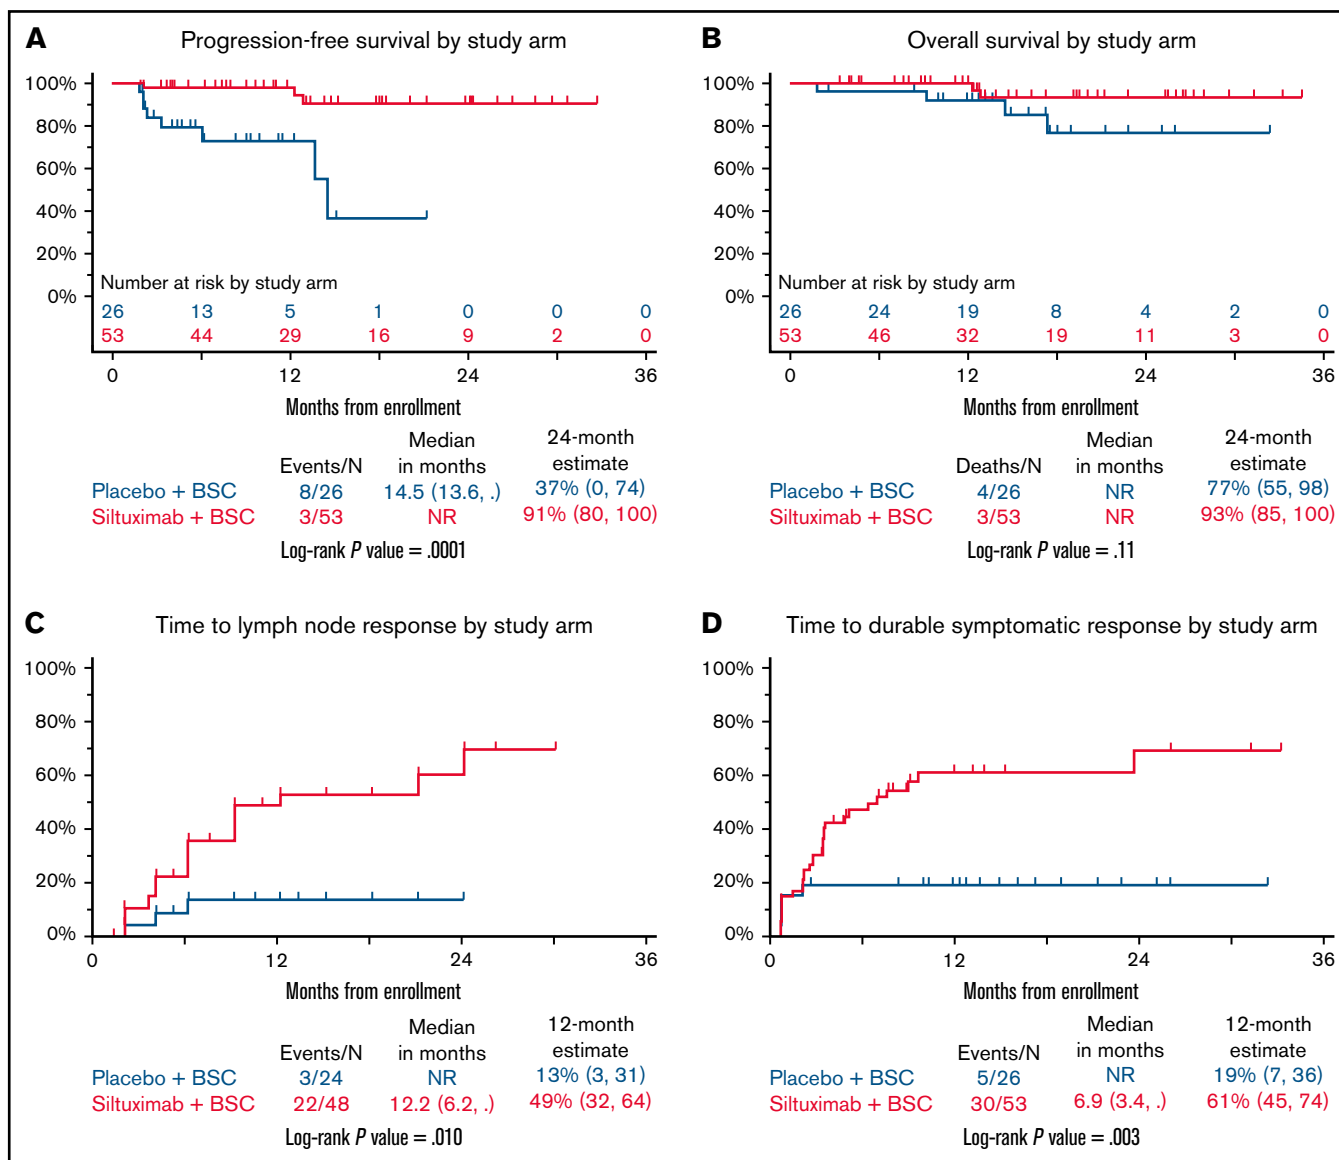 A Progression-free survival by study arm
100%
80%
60%
40%
20%
0%
Number at risk by study arm
26 13 5 1 0 0 0
53 44 29 16 9 2 0
0 12 24 36
Months from enrollment
Events/N Median in months 24-month estimate
Placebo + BSC 8/26 14.5 (13.6, .) 37% (0, 74)
Siltuximab + BSC 3/53 NR 91% (80, 100)
Log-rank P value = .0001
B Overall survival by study arm
100%
80%
60%
40%
20%
0%
Number at risk by study arm
26 24 19 8 4 2 0
53 46 32 19 11 3 0
0 12 24 36
Months from enrollment
Deaths/N Median in months 24-month estimate
Placebo + BSC 4/26 NR 77% (55, 98)
Siltuximab + BSC 3/53 NR 93% (85, 100)
Log-rank P value = .11
C Time to lymph node response by study arm
100%
80%
60%
40%
20%
0%
0 12 24 36
Months from enrollment
Events/N Median in months 12-month estimate
Placebo + BSC 3/24 NR 13% (3, 31)
Siltuximab + BSC 22/48 12.2 (6.2, .) 49% (32, 64)
Log-rank P value = .010
D Time to durable symptomatic response by study arm
100%
80%
60%
40%
20%
0%
0 12 24 36
Months from enrollment
Events/N Median in months 12-month estimate
Placebo + BSC 5/26 NR 19% (7, 36)
Siltuximab + BSC 30/53 6.9 (3.4, .) 61% (45, 74)
Log-rank P value = .003